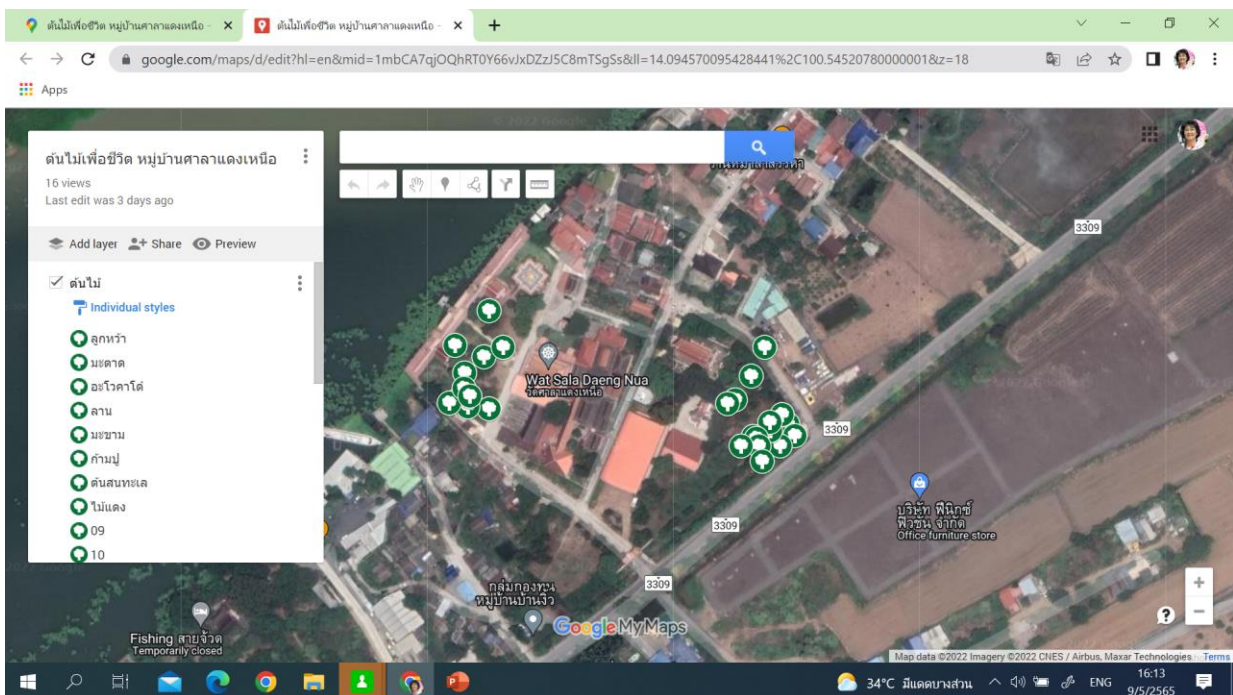 ต้นไม้เพื่อชีวิต หมู่บ้านศาลาแดงเหนือ -
ต้นไม้เพื่อชีวิต หมู่บ้านศาลาแดงเหนือ -
google.com/maps/d/edit?hl=en&mid=1mbCA7qjOQhRT0Y66vJxDZzJ5C8mTSgSs&ll=14.094570095428441%2C100.54520780000001&z=18
Apps
ต้นไม้เพื่อชีวิต หมู่บ้านศาลาแดงเหนือ
16 views
Last edit was 3 days ago
Add layer
Share
Preview
ต้นไม้
Individual styles
ลูกหว้า
มะตาด
อะโวคาโด้
ลาน
มะขาม
ก้ามปู
ต้นสนทะเล
ไม้แดง
09
10
3309
Wat Sala Daeng Nua
วัดศาลาแดงเหนือ
3309
บริษัท ฟีนิกซ์
ฟิวชั่น จำกัด
Office furniture store
3309
3309
กลุ่มกองทุน
หมู่บ้านบ้านงิ้ว
Google My Maps
Fishing สายจ้วด
Temporarily closed
Map data ©2022 Imagery ©2022 CNES / Airbus, Maxar Technologies
Terms
34°C มีแดดบางส่วน
ENG
16:13
9/5/2565